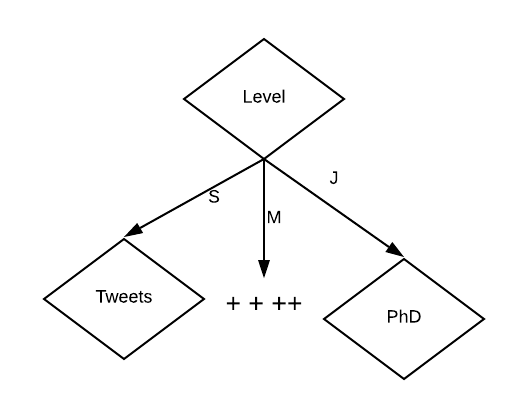 Level
S
M
J
Tweets
+ + ++
PhD